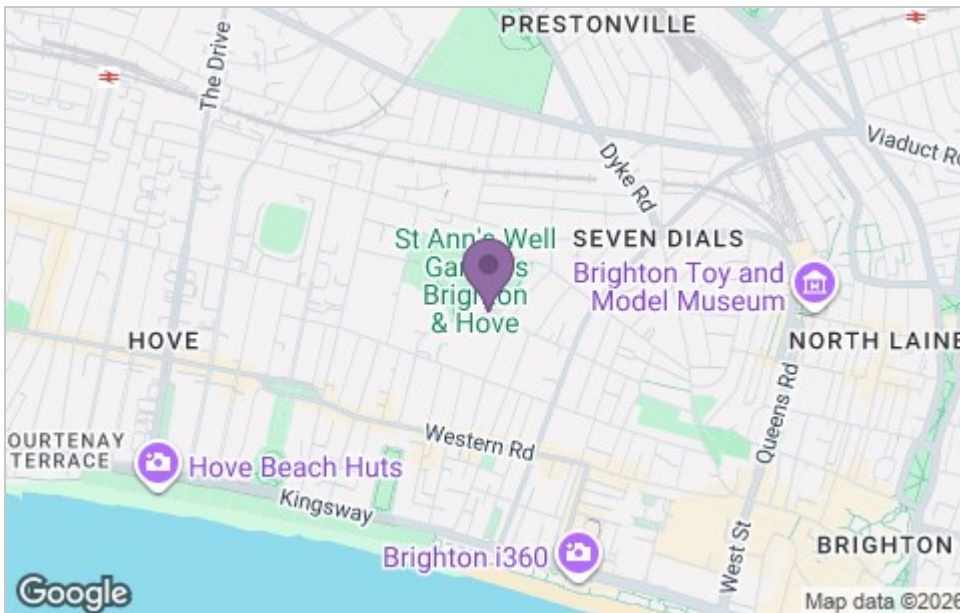 PRESTONVILLE
The Drive
Viaduct Ro
Dyke Rd
St Ann's Well
Gardens
Brighton
& Hove
SEVEN DIALS
Brighton Toy and
Model Museum
HOVE
NORTH LAINE
Queens Rd
Western Rd
OURTENAY
TERRACE
Hove Beach Huts
Kingsway
Brighton i360
West St
BRIGHTON
Google
Map data ©2026